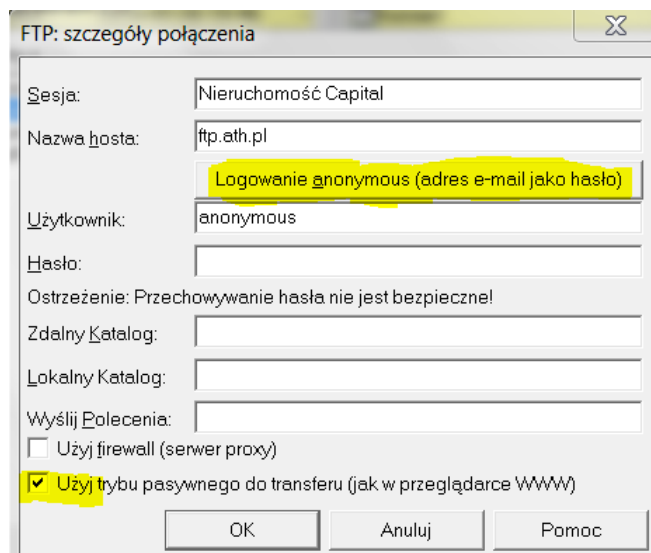 FTP: szczegóły połączenia
Sesja: Nieruchomość Capital
Nazwa hosta: ftp.ath.pl
Logowanie anonymous (adres e-mail jako hasło)
Użytkownik: anonymous
Hasło:
Ostrzeżenie: Przechowywanie hasła nie jest bezpieczne!
Zdalny Katalog:
Lokalny Katalog:
Wyślij Polecenia:
Użyj firewall (serwer proxy)
Użyj trybu pasywnego do transferu (jak w przeglądarce WWW)
OK Anuluj Pomoc